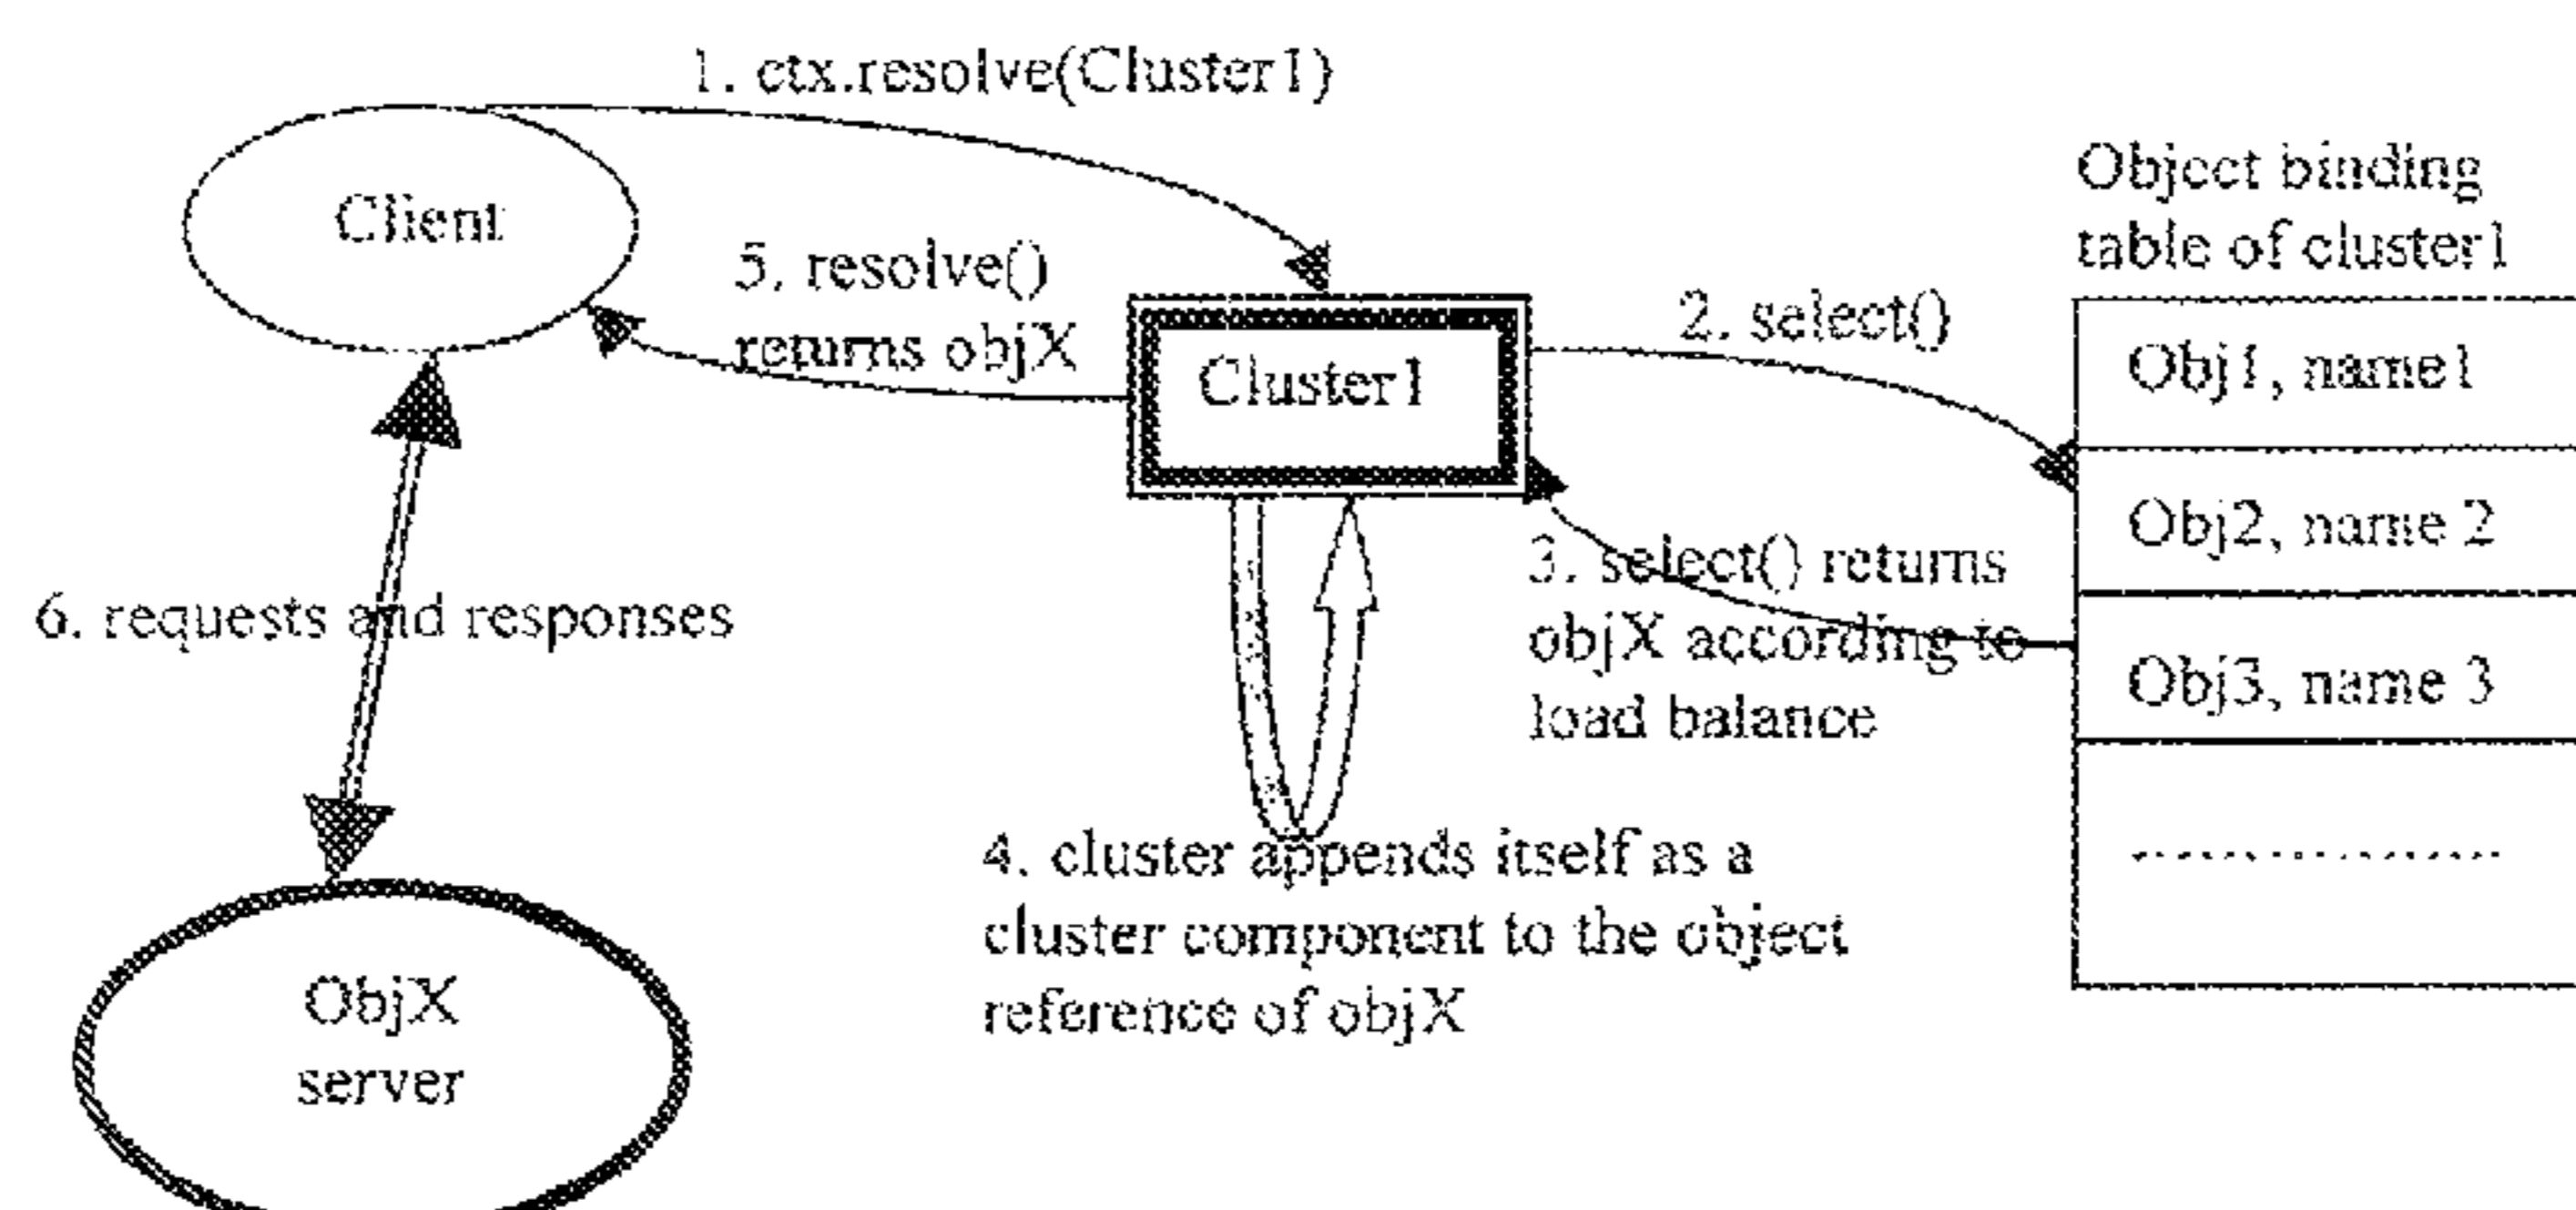 1. ctx.resolve(Cluster1)
Client
5. resolve()
returns objX
Cluster1
2. select()
Object binding
table of cluster1
Obj1, name1
Obj2, name 2
Obj3, name 3
3. select() returns
objX according to
load balance
6. requests and responses
4. cluster appends itself as a
cluster component to the object
reference of objX
ObjX
server